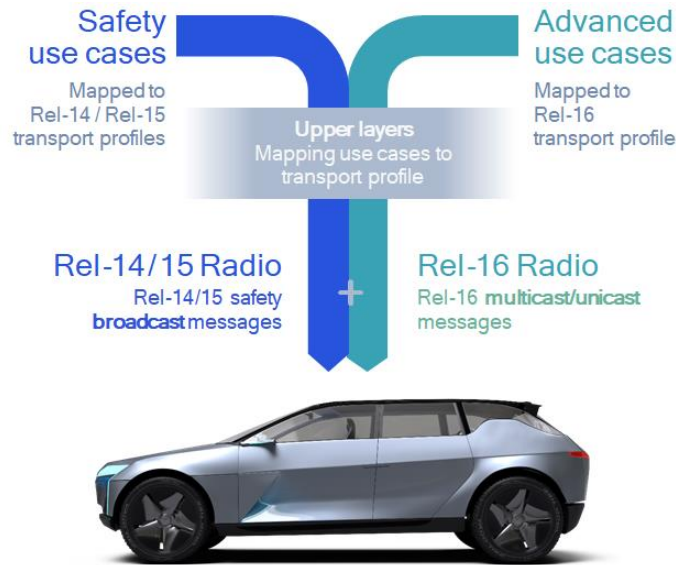 Safety
use cases
Mapped to
Rel-14 / Rel-15
transport profiles
Advanced
use cases
Mapped to
Rel-16
transport profile
Upper layers
Mapping use cases to
transport profile
Rel-14/15 Radio
Rel-14/15 safety
broadcast messages
+
Rel-16 Radio
Rel-16 multicast/unicast
messages